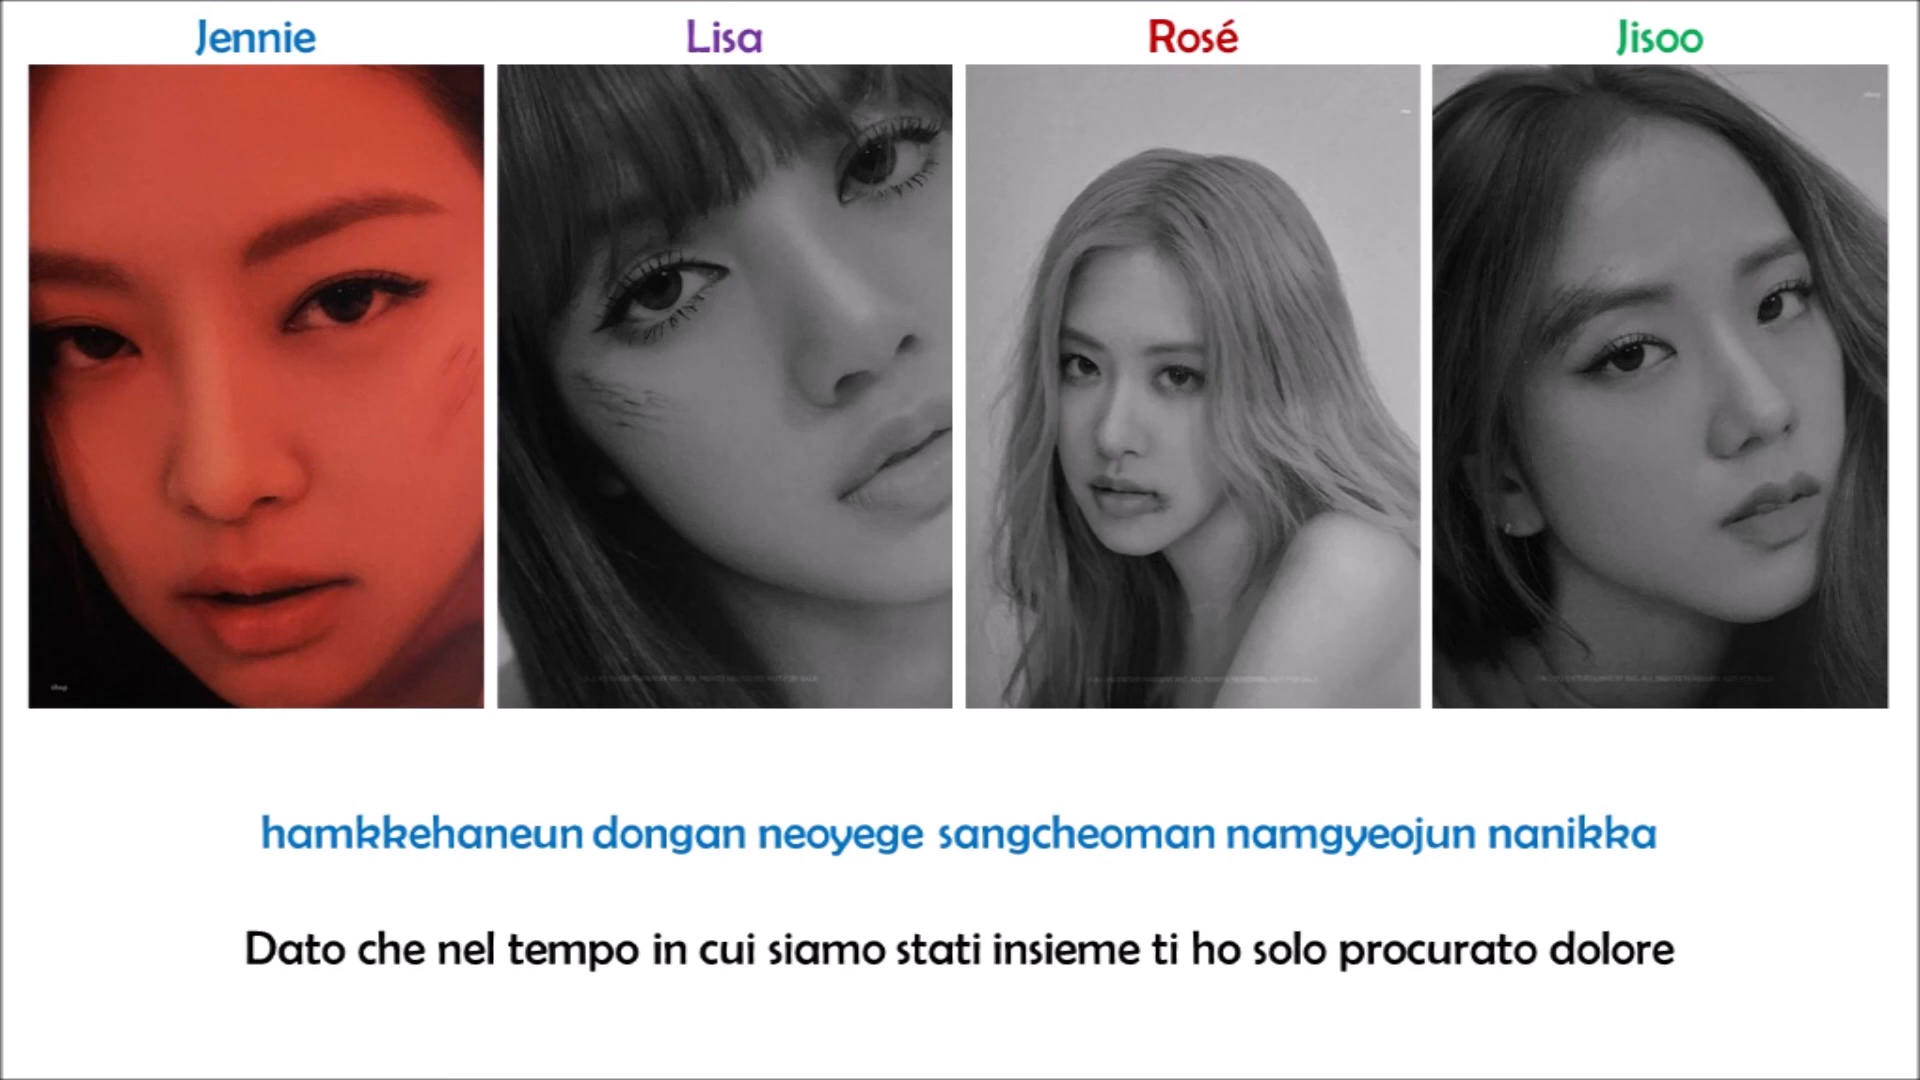 Jennie
Lisa
Rosé
Jisoo
hamkkehaneun dongan neoyege sangcheoman namgyeojun nanikka
Dato che nel tempo in cui siamo stati insieme ti ho solo procurato dolore